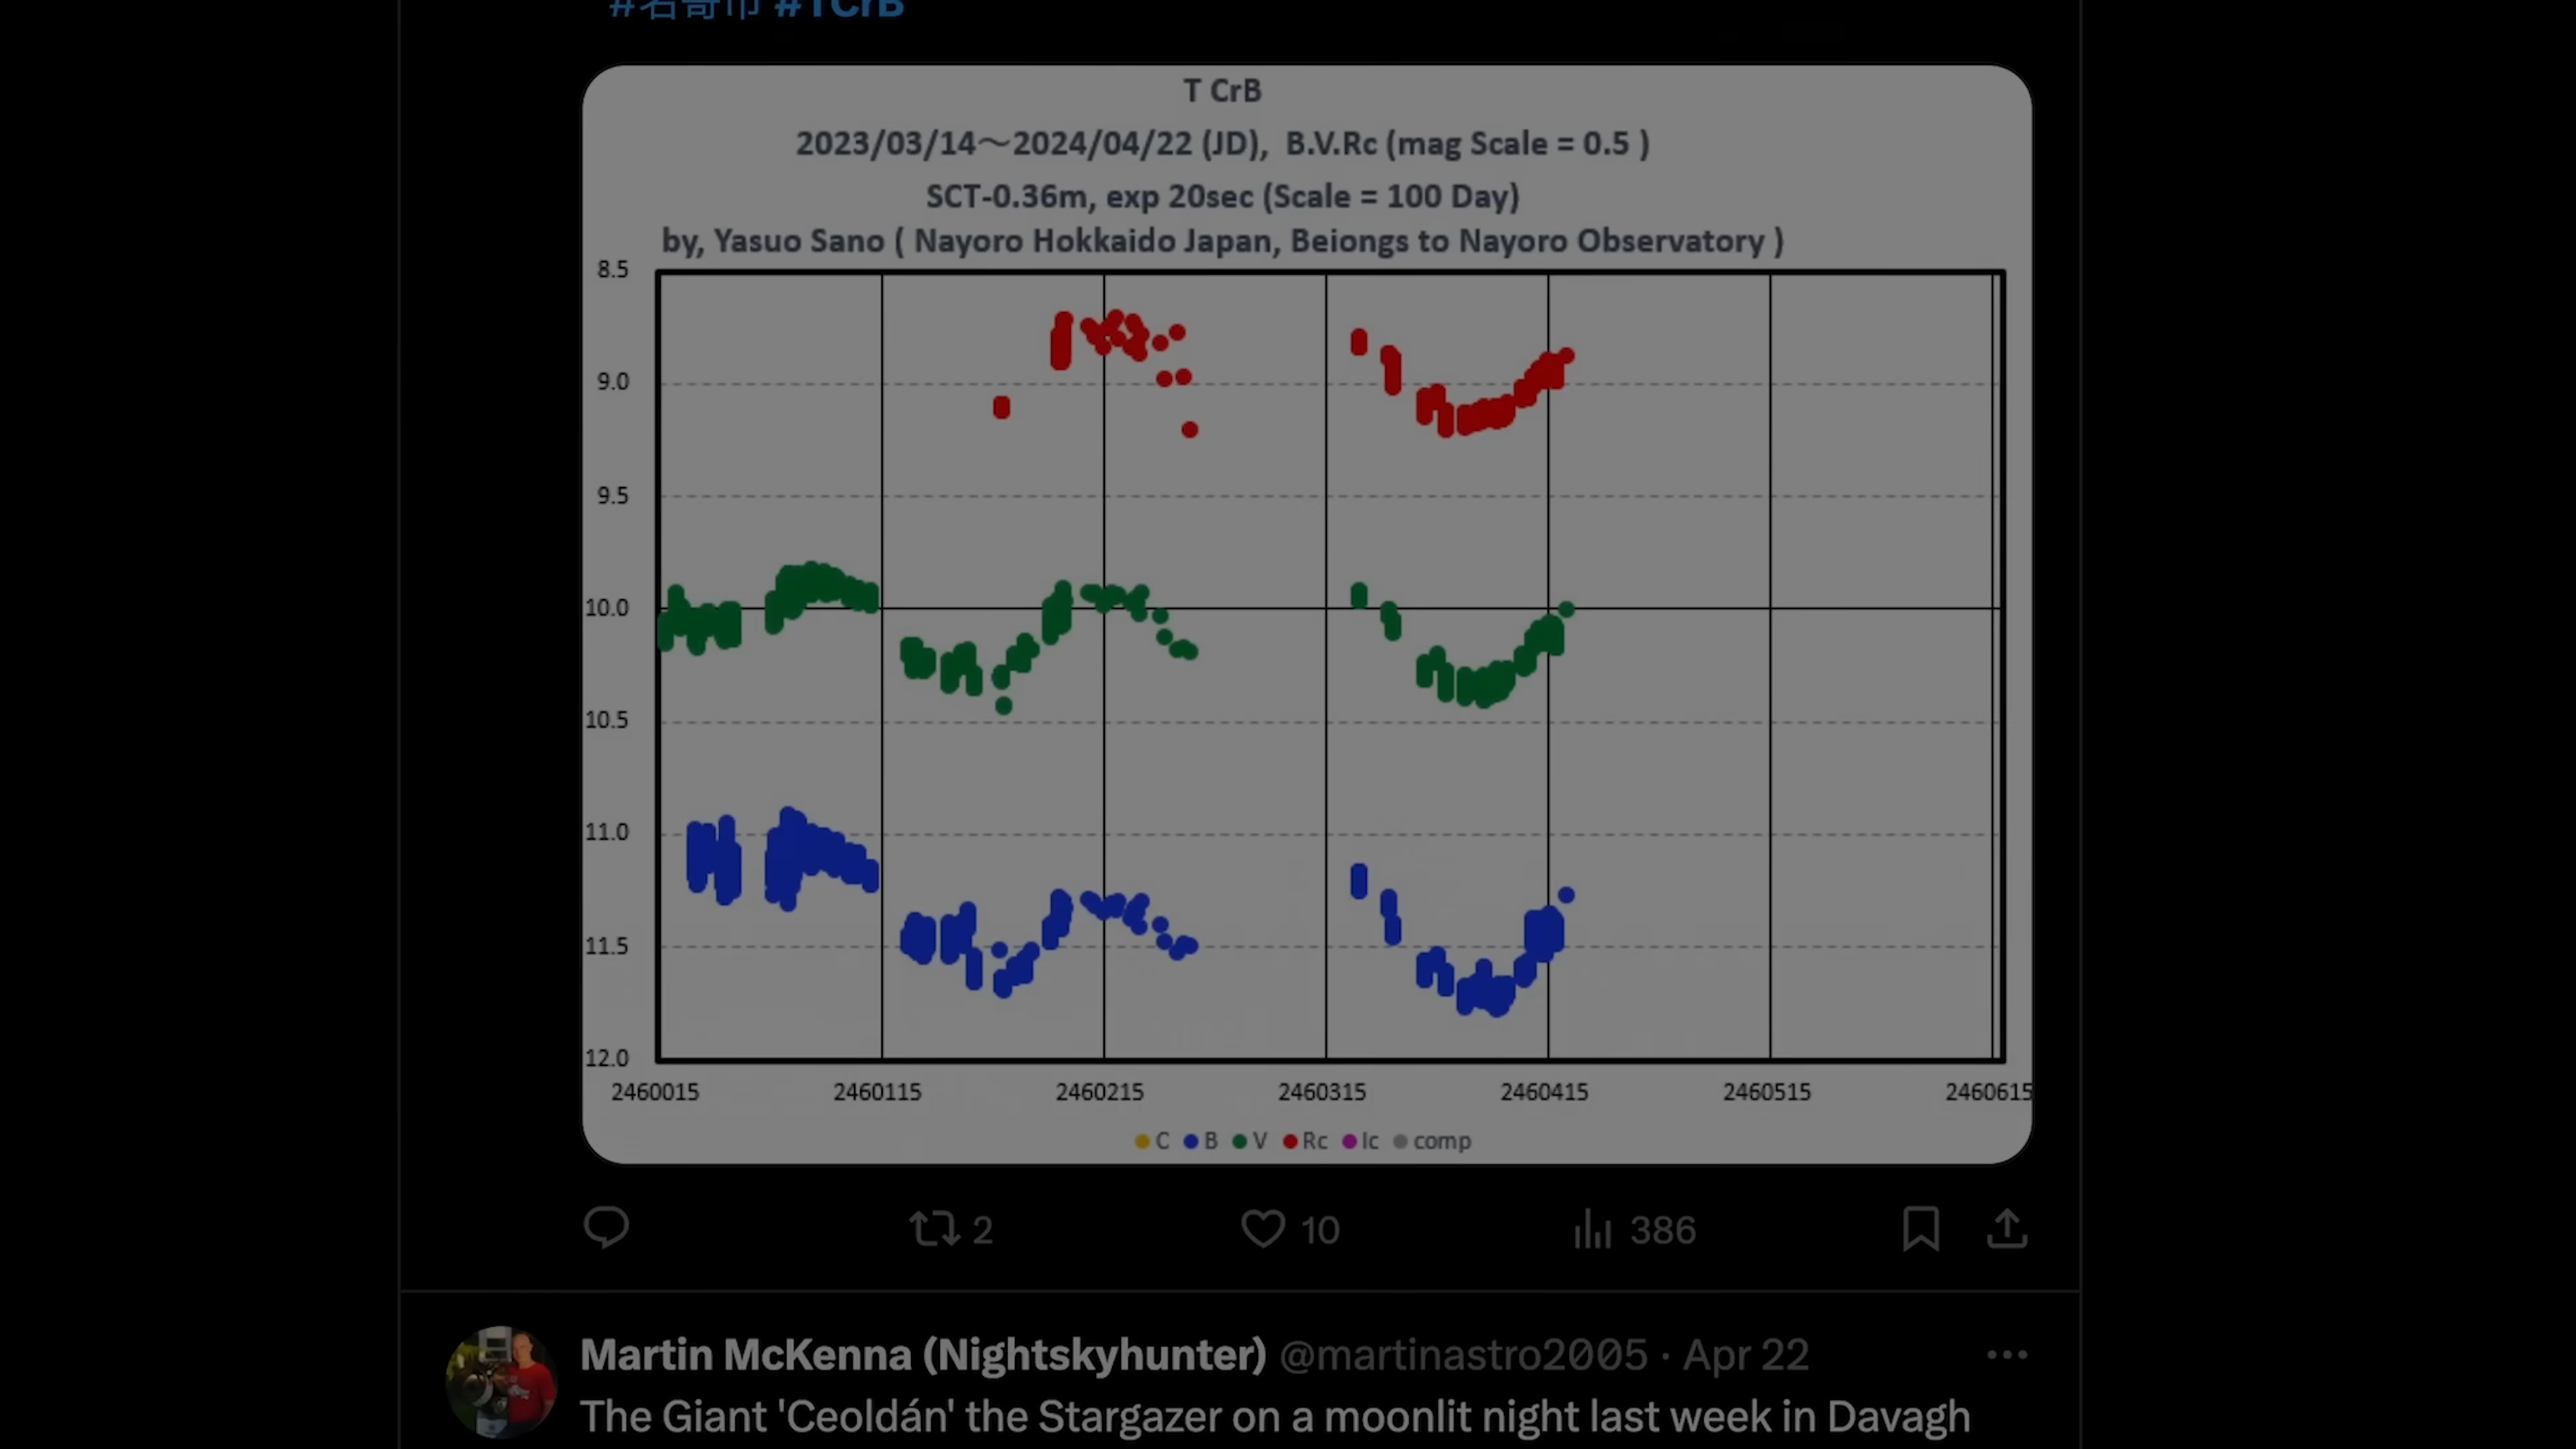 #名寄市 #TCrB
T CrB
2023/03/14～2024/04/22 (JD),  B.V.Rc (mag Scale = 0.5 )
SCT-0.36m, exp 20sec (Scale = 100 Day)
by, Yasuo Sano ( Nayoro Hokkaido Japan, Beiongs to Nayoro Observatory )
8.5
9.0
9.5
10.0
10.5
11.0
11.5
12.0
2460015 2460115 2460215 2460315 2460415 2460515 2460615
C B V Rc Ic comp
2 10 386
Martin McKenna (Nightskyhunter) @martinastro2005 · Apr 22
The Giant 'Ceoldán' the Stargazer on a moonlit night last week in Davagh